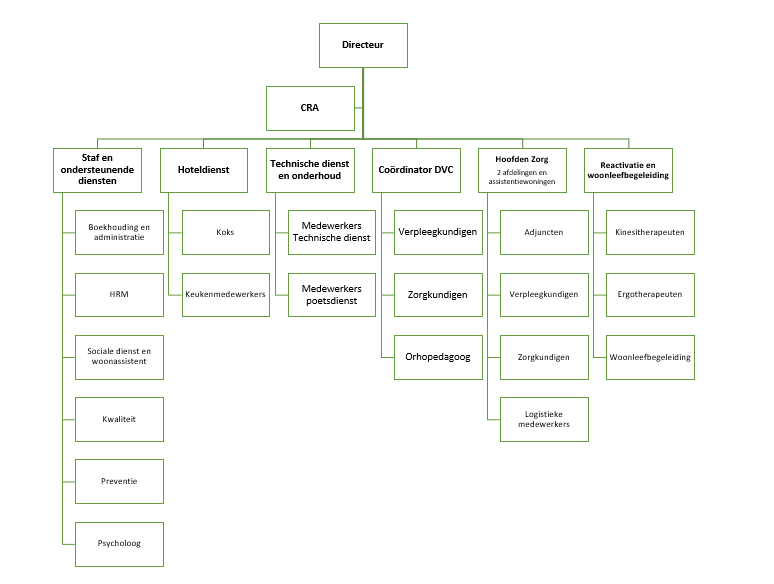 Directeur
CRA
Staf en
ondersteunende
diensten
Hoteldienst
Technische dienst
en onderhoud
Coördinator DVC
Hoofden Zorg
2 afdelingen en
assistentiewoningen
Reactivatie en
woonleefbegeleiding
Boekhouding en
administratie
HRM
Sociale dienst en
woonassistent
Kwaliteit
Preventie
Psycholoog
Koks
Keukenmedewerkers
Medewerkers
Technische dienst
Medewerkers
poetsdienst
Verpleegkundigen
Zorgkundigen
Orhopedagoog
Adjuncten
Verpleegkundigen
Zorgkundigen
Logistieke
medewerkers
Kinesitherapeuten
Ergotherapeuten
Woonleefbegeleiding